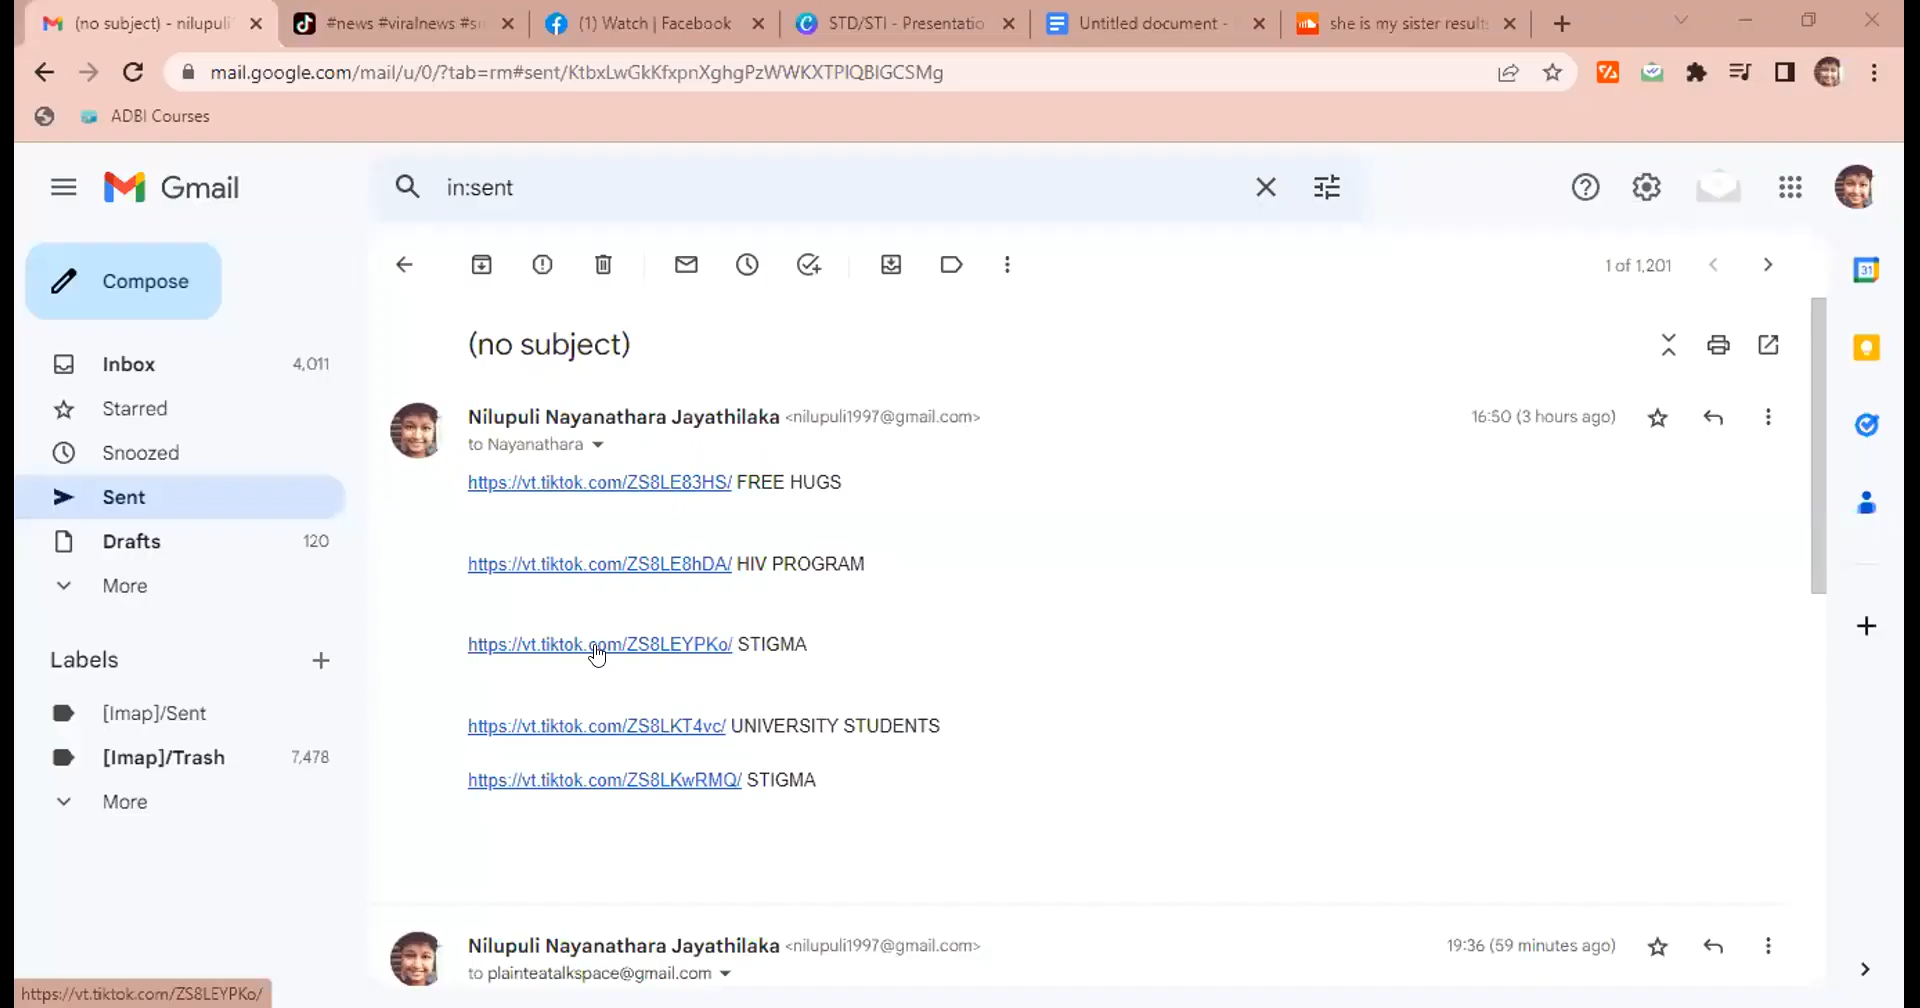 (no subject) - nilupuli
#news #viralnews #s
(1) Watch | Facebook
STD/STI - Presentatio
Untitled document -
she is my sister results
mail.google.com/mail/u/0/?tab=rm#sent/KtbxLwGkKfxpnXghgPzWWKXTPlQBlGCSMg
ADBI Courses
Gmail
in:sent
Compose
1 of 1,201
(no subject)
Inbox 4,011
Starred
Snoozed
Sent
Drafts 120
More
Labels
[Imap]/Sent
[Imap]/Trash 7,478
More
Nilupuli Nayanathara Jayathilaka <nilupuli1997@gmail.com> 16:50 (3 hours ago)
to Nayanathara
https://vt.tiktok.com/ZS8LE83HS/ FREE HUGS
https://vt.tiktok.com/ZS8LE8hDA/ HIV PROGRAM
https://vt.tiktok.com/ZS8LEYPKo/ STIGMA
https://vt.tiktok.com/ZS8LKT4vc/ UNIVERSITY STUDENTS
https://vt.tiktok.com/ZS8LKwRMQ/ STIGMA
Nilupuli Nayanathara Jayathilaka <nilupuli1997@gmail.com> 19:36 (59 minutes ago)
to plainteatalkspace@gmail.com
31
https://vt.tiktok.com/ZS8LEYPKo/